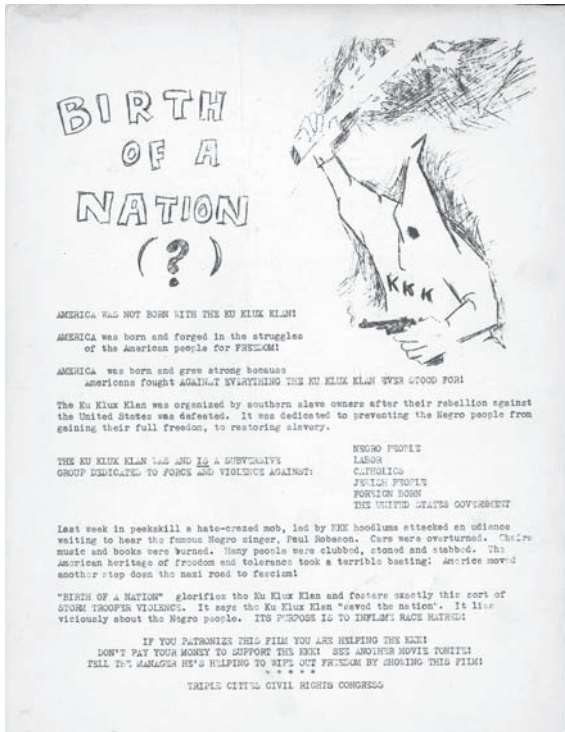 BIRTH
OF A
NATION
(?)
KKK
AMERICA WAS NOT BORN WITH THE KU KLUX KLAN!
AMERICA was born and forged in the struggles
of the American people for FREEDOM!
AMERICA was born and grew strong because
Americans fought AGAINST EVERYTHING THE KU KLUX KLAN EVER STOOD FOR!
The Ku Klux Klan was organized by southern slave owners after their rebellion against
the United States was defeated. It was dedicated to preventing the Negro people from
gaining their full freedom, to restoring slavery.
THE KU KLUX KLAN WAS AND IS A SUBVERSIVE
GROUP DEDICATED TO FORCE AND VIOLENCE AGAINST:
NEGRO PEOPLE
LABOR
CATHOLICS
JEWISH PEOPLE
FOREIGN BORN
THE UNITED STATES GOVERNMENT
Last week in peekskill a hate-crazed mob, led by KKK hoodlums attacked an udiance
waiting to hear the famous Negro singer, Paul Robeson. Cars were overturned. Chairs
music and books were burned. Many people were clubbed, stoned and stabbed. The
American heritage of freedom and tolerance took a terrible beating! America moved
another step down the nazi road to fascism!
"BIRTH OF A NATION" glorifies the Ku Klux Klan and fosters exactly this sort of
STORM TROOPER VIOLENCE. It says the Ku Klux Klan "saved the nation". It lies
viciously about the Negro people. ITS PURPOSE IS TO INFLAME RACE HATRED!
IF YOU PATRONIZE THIS FILM YOU ARE HELPING THE KKK!
DON'T PAY YOUR MONEY TO SUPPORT THE KKK! SEE ANOTHER MOVIE TONITE!
TELL THE MANAGER HE'S HELPING TO WIPE OUT FREEDOM BY SHOWING THIS FILM!
* * * * *
TRIPLE CITIES CIVIL RIGHTS CONGRESS